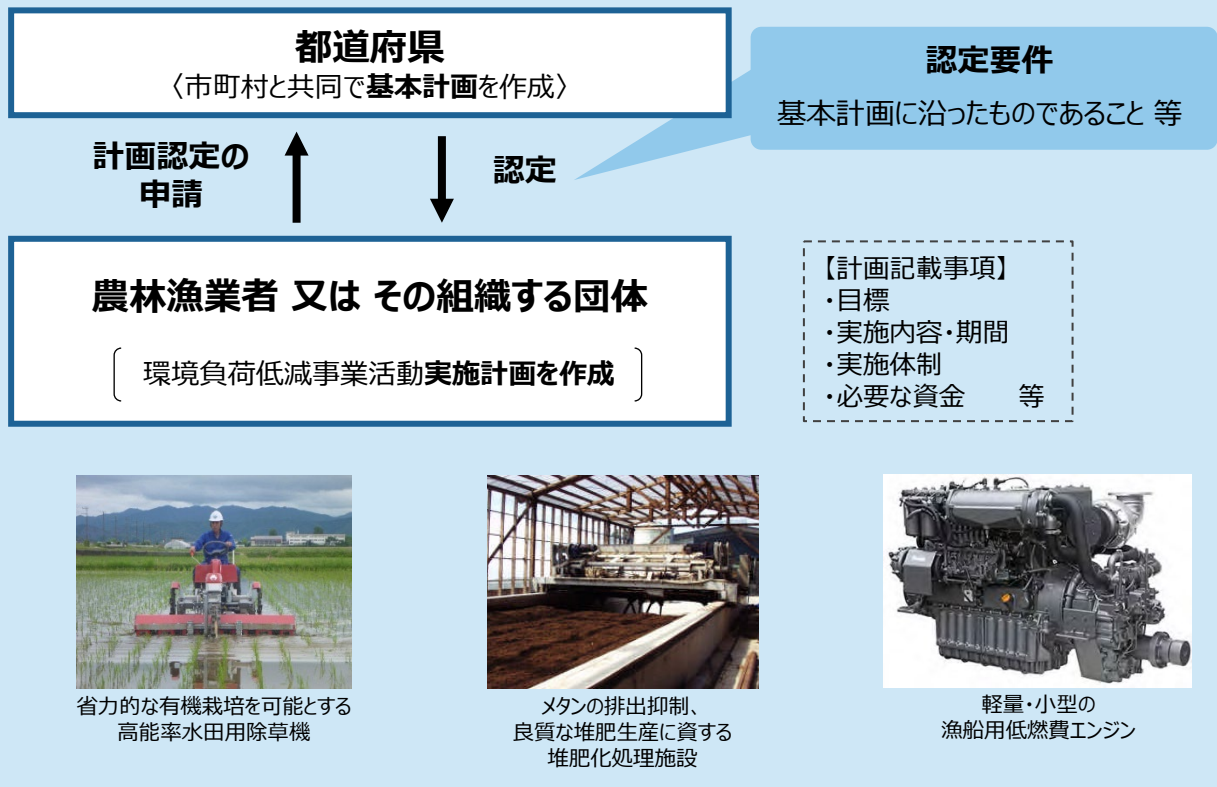 都道府県
〈市町村と共同で基本計画を作成〉
認定要件
基本計画に沿ったものであること 等
計画認定の
申請
認定
農林漁業者 又は その組織する団体
環境負荷低減事業活動実施計画を作成
【計画記載事項】
・目標
・実施内容・期間
・実施体制
・必要な資金　　等
省力的な有機栽培を可能とする
高能率水田用除草機
メタンの排出抑制、
良質な堆肥生産に資する
堆肥化処理施設
軽量・小型の
漁船用低燃費エンジン